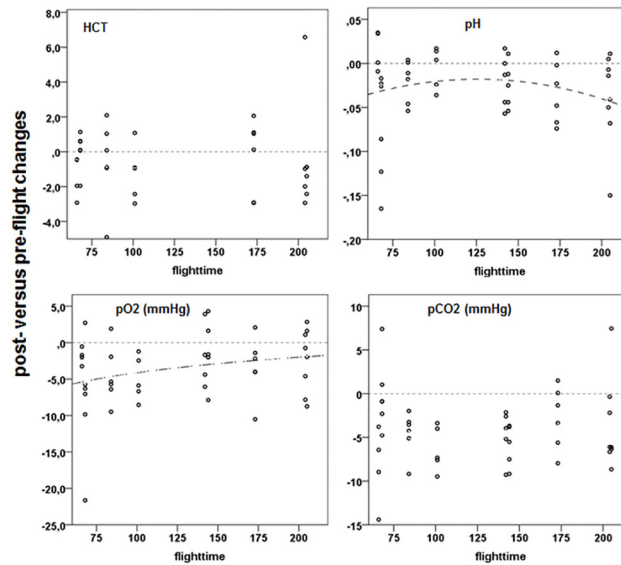 post- versus pre-flight changes
HCT
8,0
6,0
4,0
2,0
,0
-2,0
-4,0
75 100 125 150 175 200
flighttime
pH
,05
,00
-,05
-,10
-,15
-,20
75 100 125 150 175 200
flighttime
pO2 (mmHg)
5,0
,0
-5,0
-10,0
-15,0
-20,0
-25,0
75 100 125 150 175 200
flighttime
pCO2 (mmHg)
10
5
0
-5
-10
-15
75 100 125 150 175 200
flighttime